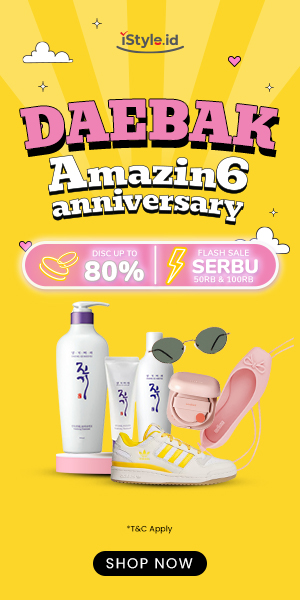 iStyle.id
DAEBAK
Amazin6
anniversary
DISC UP TO
80%
FLASH SALE
SERBU
50RB & 100RB
*T&C Apply
SHOP NOW